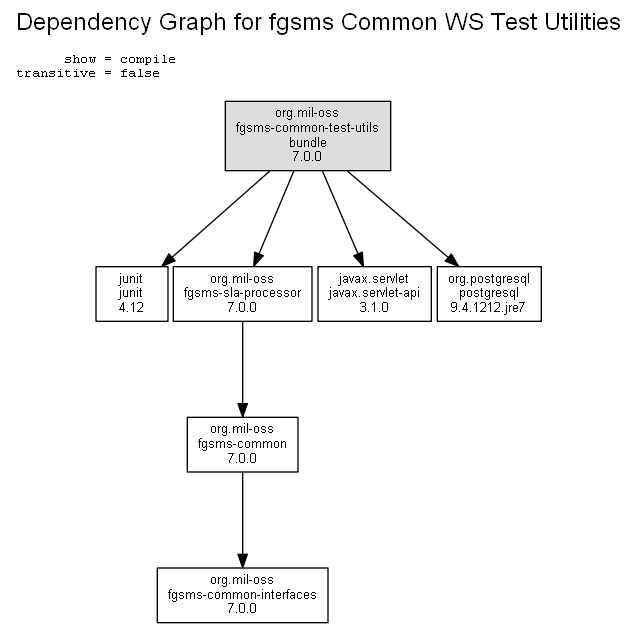 Dependency Graph for fgsms Common WS Test Utilities
show = compile
transitive = false
org.mil-oss
fgsms-common-test-utils
bundle
7.0.0
junit
junit
4.12
org.mil-oss
fgsms-sla-processor
7.0.0
javax.servlet
javax.servlet-api
3.1.0
org.postgresql
postgresql
9.4.1212.jre7
org.mil-oss
fgsms-common
7.0.0
org.mil-oss
fgsms-common-interfaces
7.0.0